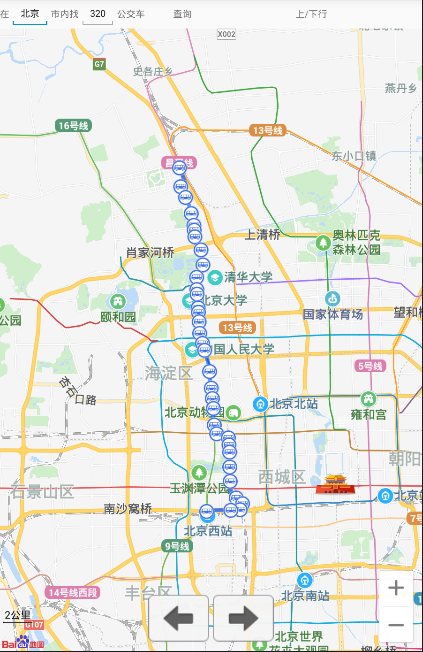 在 北京 市内找 320 公交车 查询 上/下行
X002
史各庄乡
G7
燕丹乡
16号线
13号线
东小口镇
上清桥
奥林匹克
森林公园
肖家河桥
清华大学
北京大学
颐和园
公园
国家体育场
望和桥
13号线
国人民大学
5号线
海淀区
杏石口路
北京动物
北京北站
雍和宫
朝阳
西城区
玉渊潭公
石景山区
南沙窝桥
北京
北京西站
9号线
14号线西段
丰台区
北京南站
2公里
G107
Bai 地图
北京世界
花卉大观园